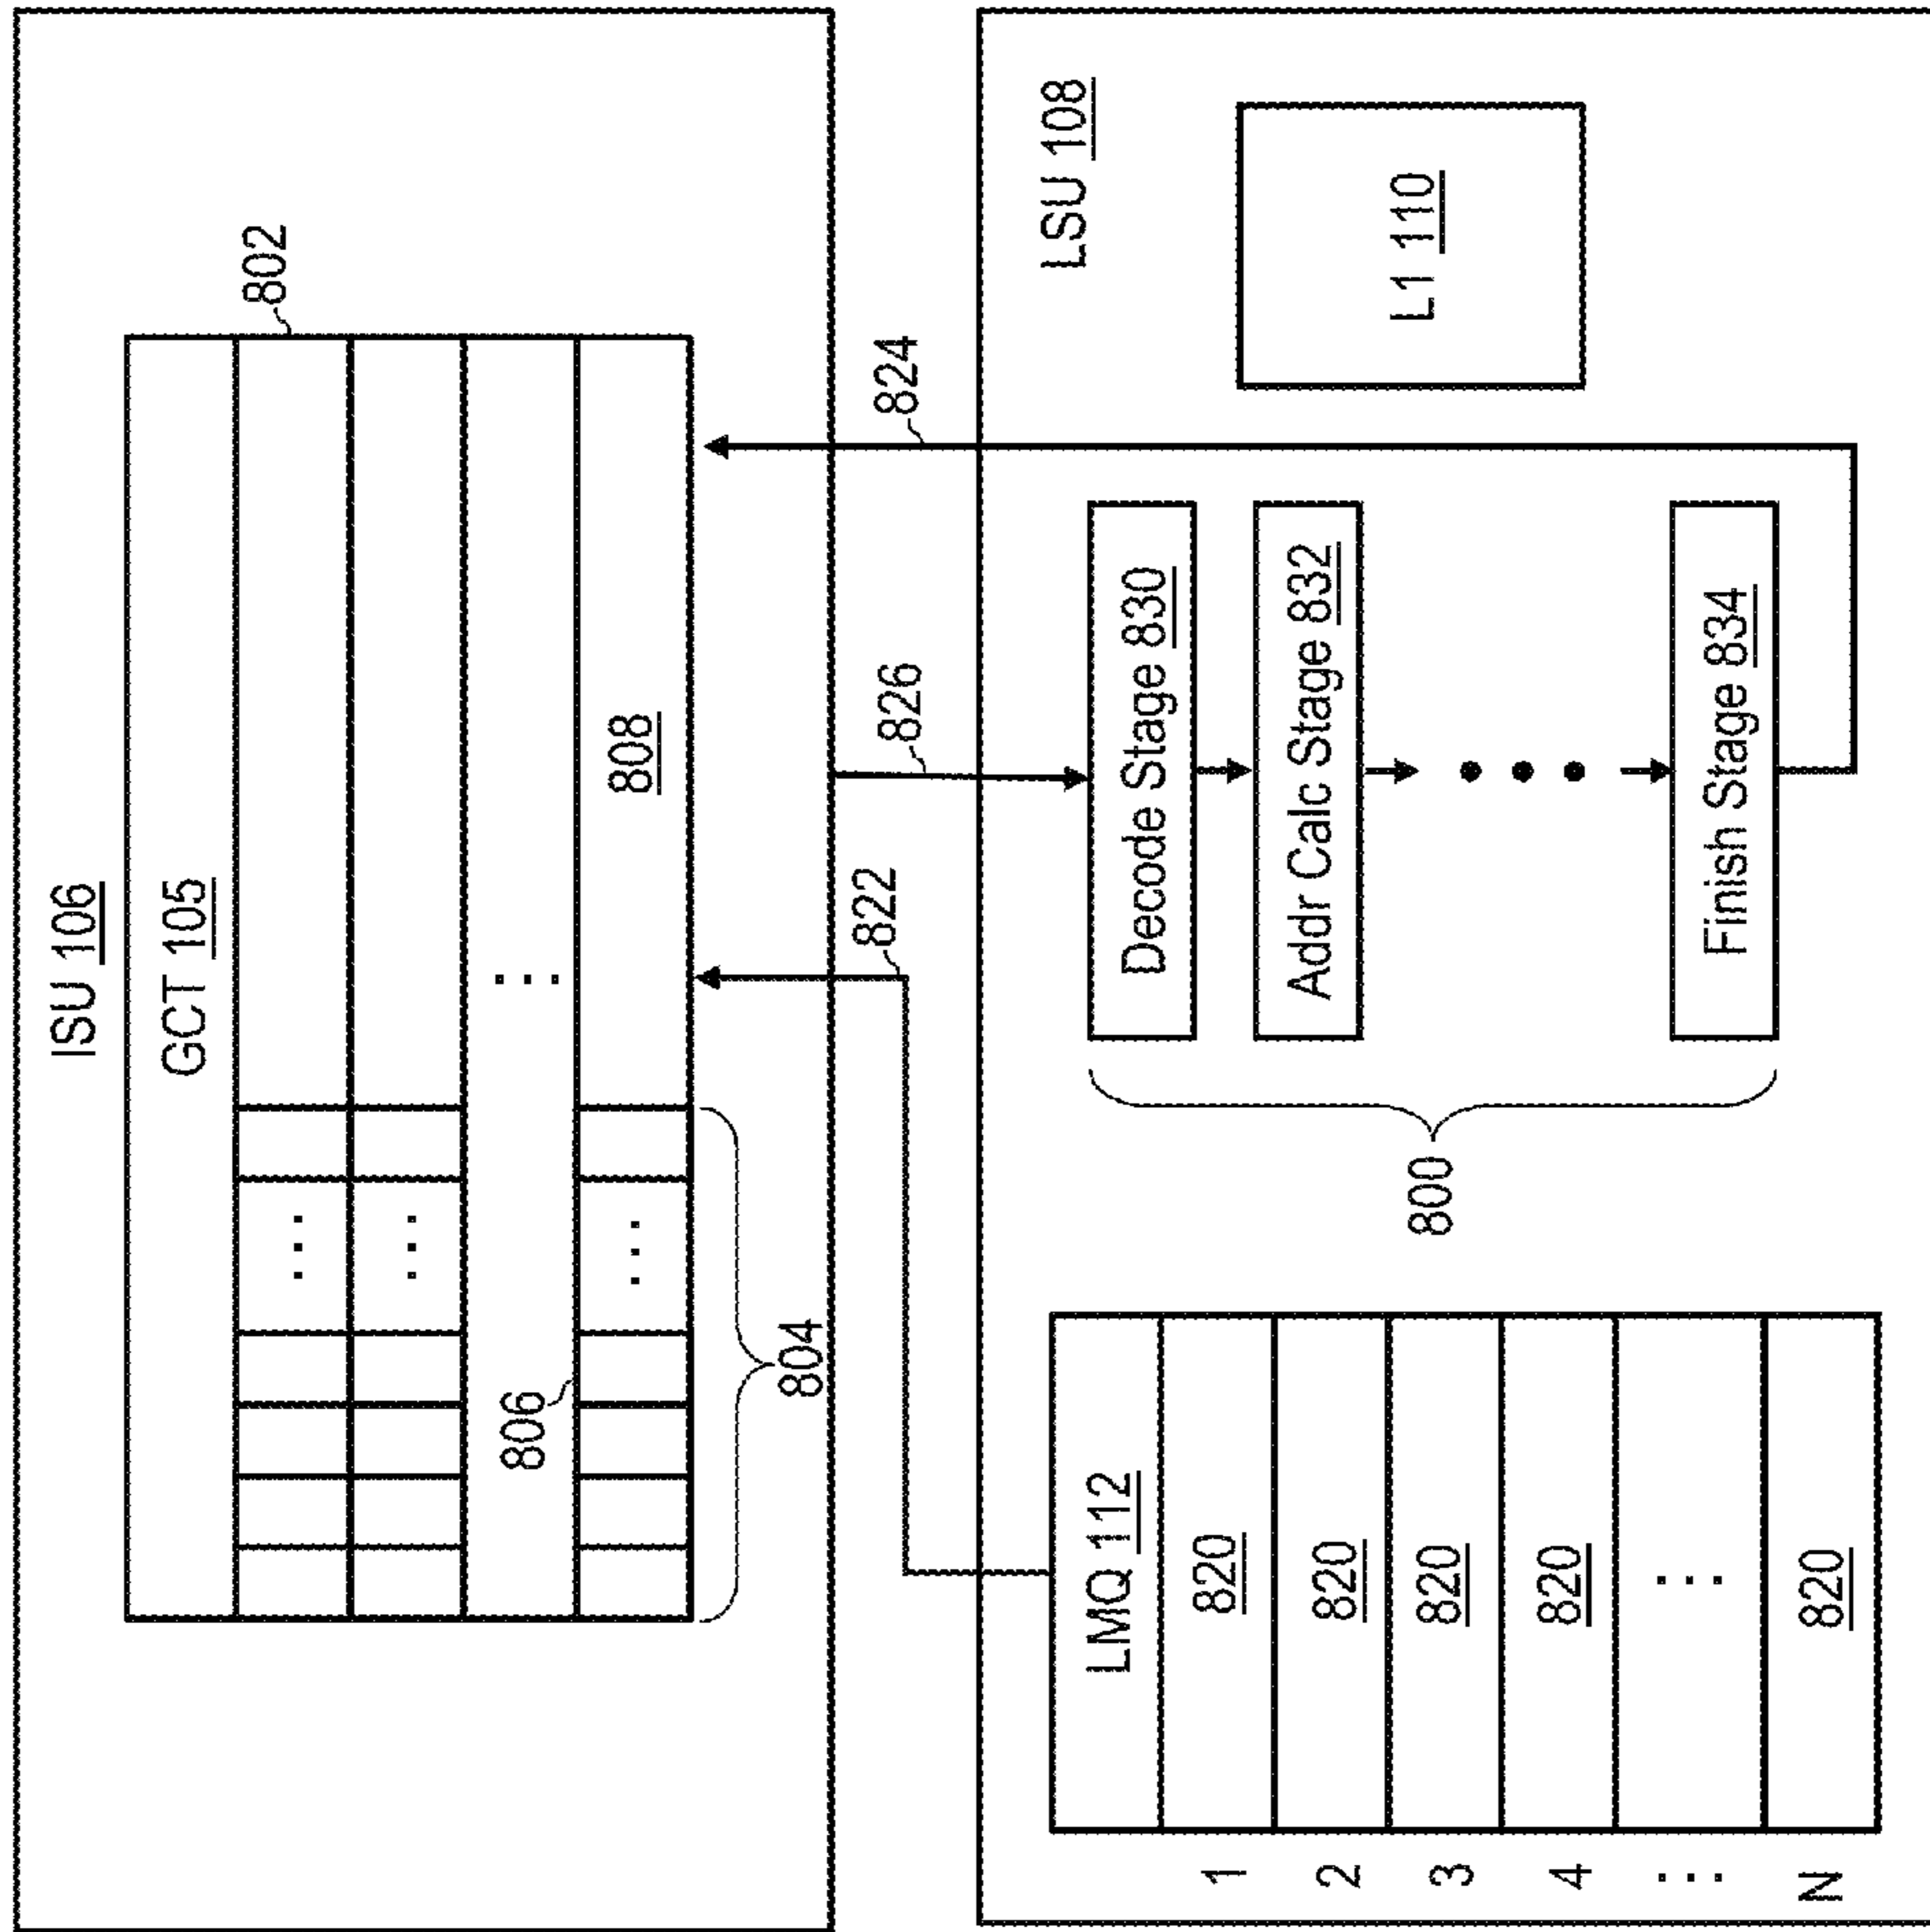 ISU 106
GCT 105
802
. . .
. . .
. . .
806
. . .
808
804
822
826
824
LSU 108
LMQ 112
1 820
2 820
3 820
4 820
. . . . . .
N 820
800
Decode Stage 830
Addr Calc Stage 832
• • •
Finish Stage 834
L1 110